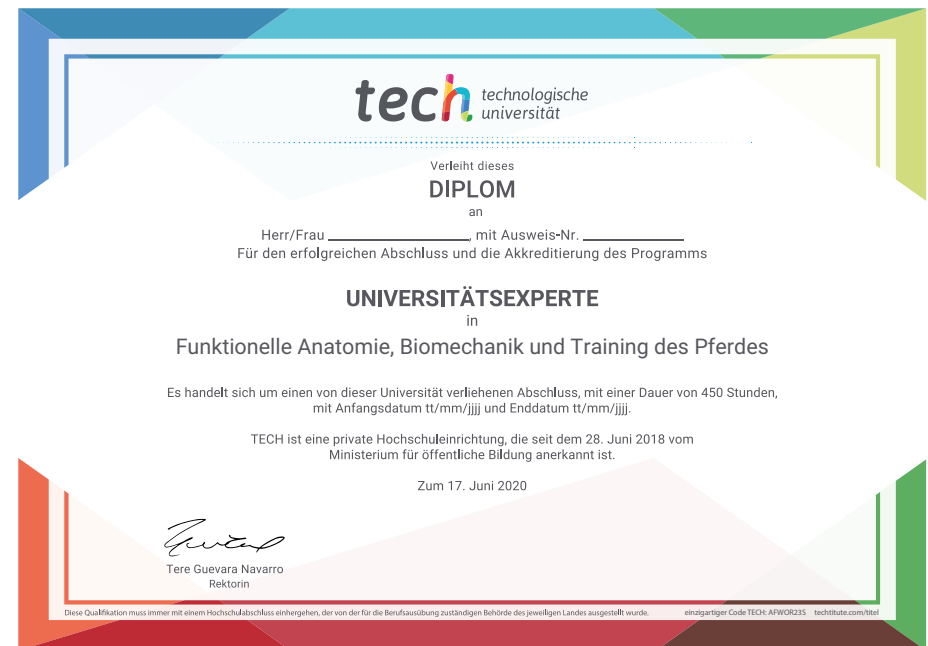 tech technologische
universität
Verleiht dieses
DIPLOM
an
Herr/Frau ____________, mit Ausweis-Nr. ____________
Für den erfolgreichen Abschluss und die Akkreditierung des Programms
UNIVERSITÄTSEXPERTE
in
Funktionelle Anatomie, Biomechanik und Training des Pferdes
Es handelt sich um einen von dieser Universität verliehenen Abschluss, mit einer Dauer von 450 Stunden,
mit Anfangsdatum tt/mm/jjjj und Enddatum tt/mm/jjjj.
TECH ist eine private Hochschuleinrichtung, die seit dem 28. Juni 2018 vom
Ministerium für öffentliche Bildung anerkannt ist.
Zum 17. Juni 2020
Tere Guevara Navarro
Rektorin
Diese Qualifikation muss immer mit einem Hochschulabschluss einhergehen, der von der für die Berufsausübung zuständigen Behörde des jeweiligen Landes ausgestellt wurde. einzigartiger Code TECH: AFWOR23S techtitute.com/titel